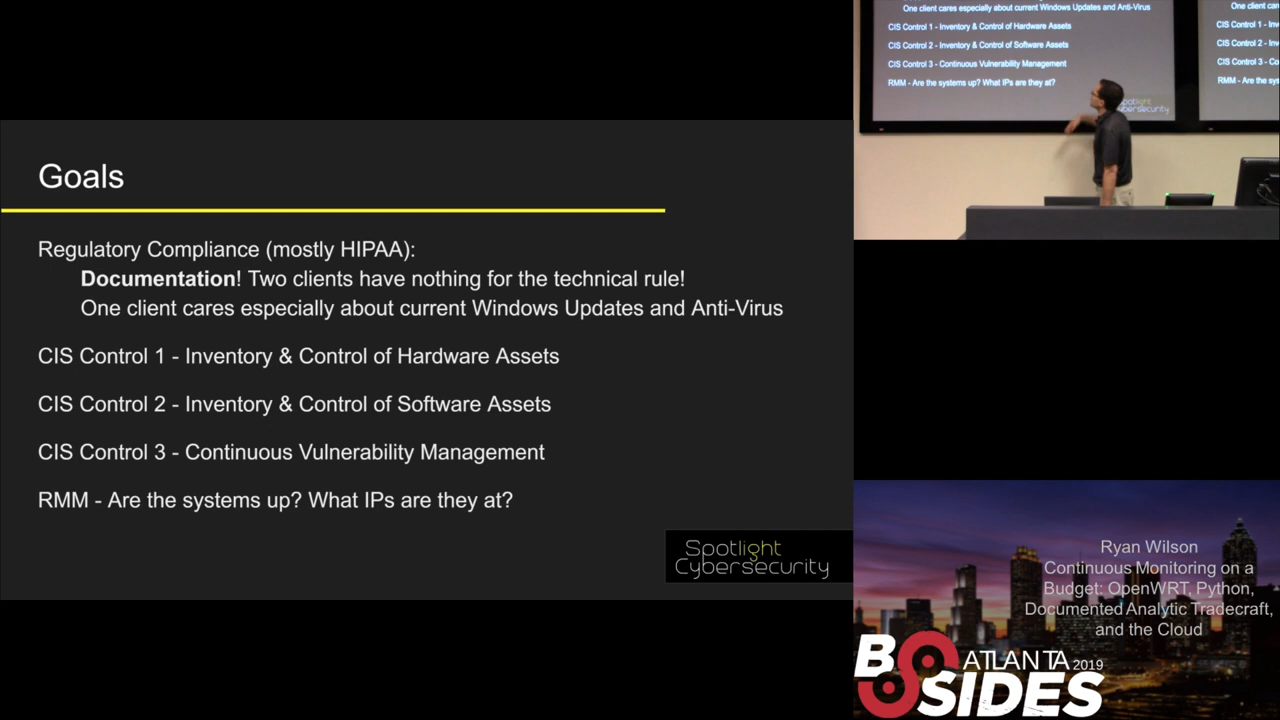 Goals
Regulatory Compliance (mostly HIPAA):
Documentation! Two clients have nothing for the technical rule!
One client cares especially about current Windows Updates and Anti-Virus
CIS Control 1 - Inventory & Control of Hardware Assets
CIS Control 2 - Inventory & Control of Software Assets
CIS Control 3 - Continuous Vulnerability Management
RMM - Are the systems up? What IPs are they at?
Spotlight
Cybersecurity
One client cares especially about current Windows Updates and Anti-Virus
CIS Control 1 - Inventory & Control of Hardware Assets
CIS Control 2 - Inventory & Control of Software Assets
CIS Control 3 - Continuous Vulnerability Management
RMM - Are the systems up? What IPs are they at?
Spotlight
Cybersecurity
One client
CIS Control 1 -
CIS Control 2 -
CIS Control 3 -
RMM - Are the
Ryan Wilson
Continuous Monitoring on a
Budget: OpenWRT, Python,
Documented Analytic Tradecraft,
and the Cloud
BSIDES
ATLANTA 2019